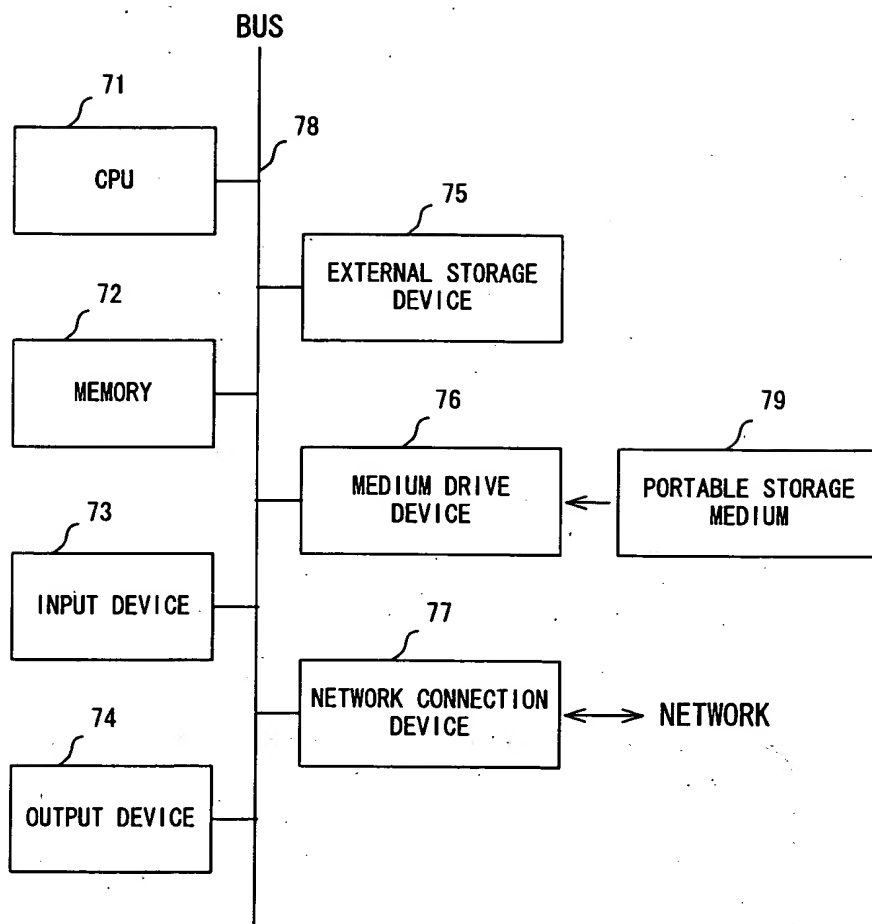 BUS
71
CPU
78
75
EXTERNAL STORAGE
DEVICE
72
MEMORY
76
MEDIUM DRIVE
DEVICE
79
PORTABLE STORAGE
MEDIUM
73
INPUT DEVICE
77
NETWORK CONNECTION
DEVICE
NETWORK
74
OUTPUT DEVICE